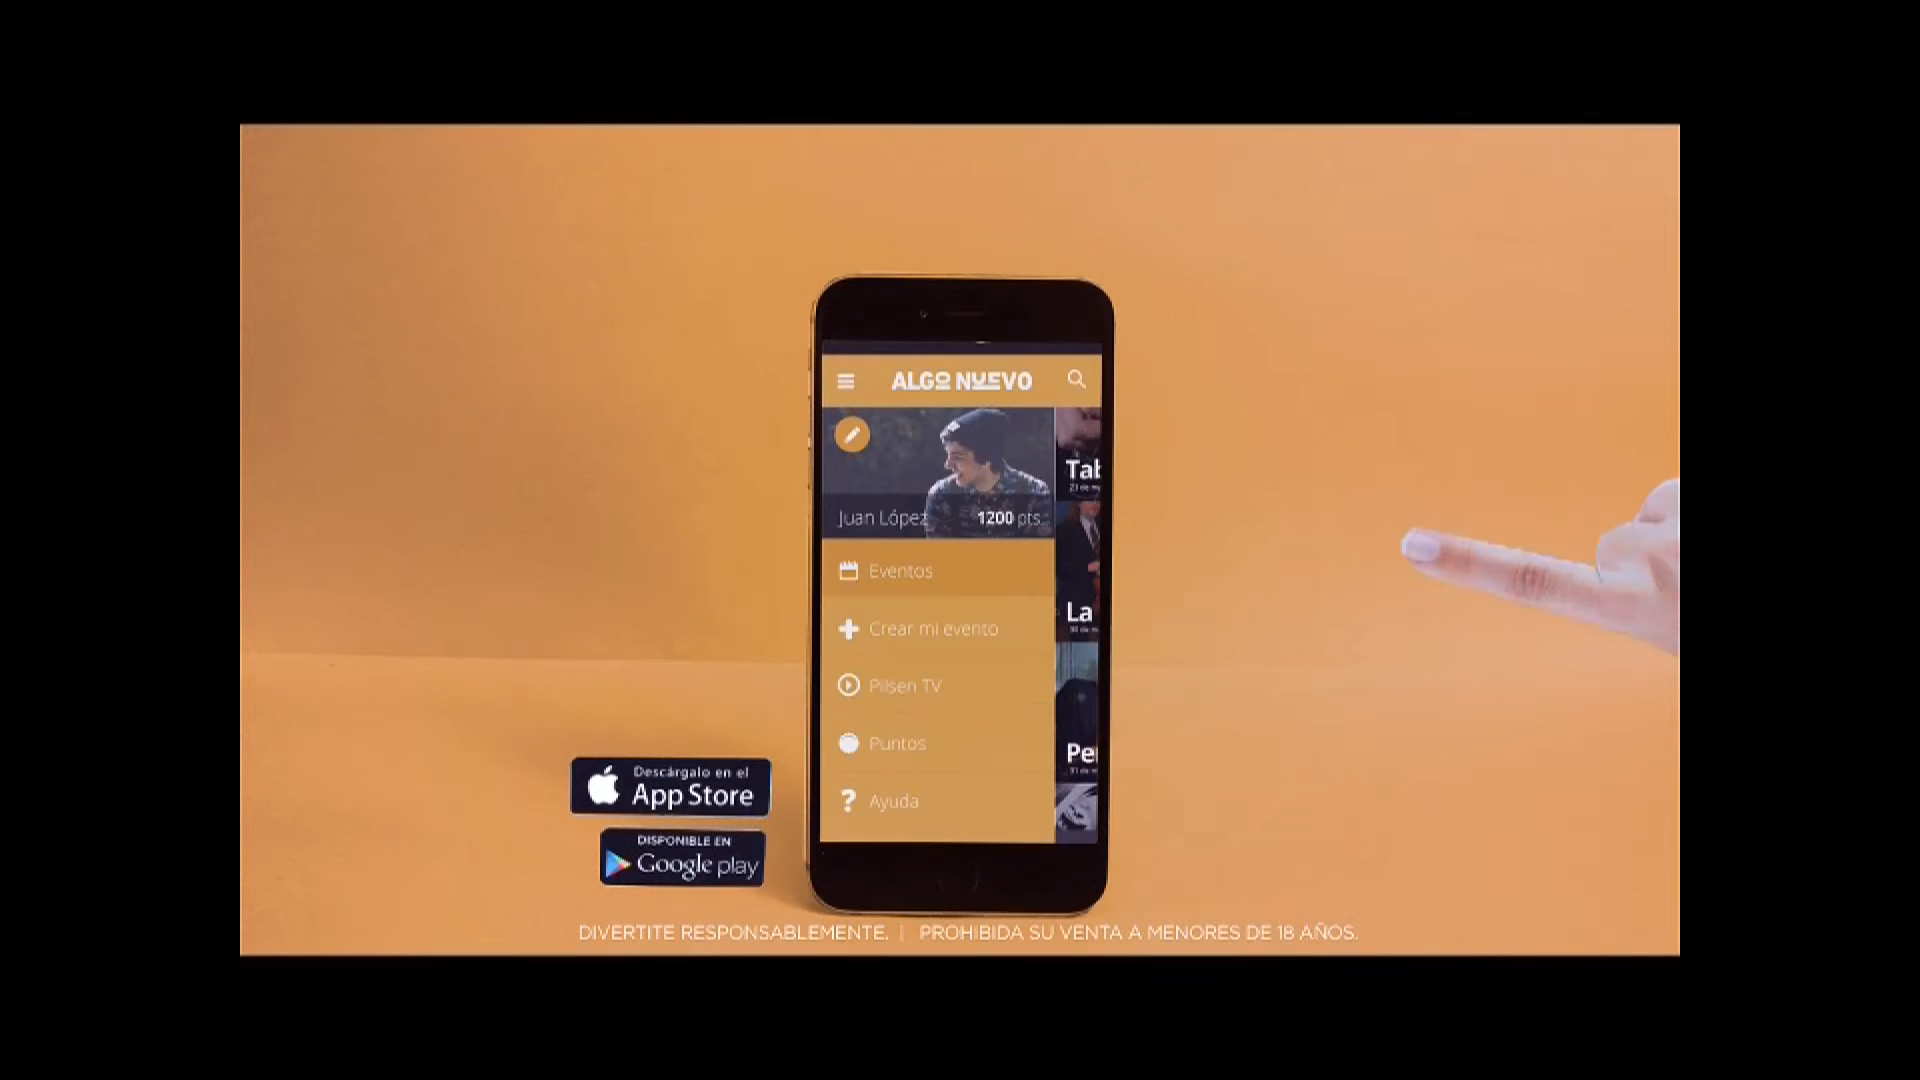 ALGO NUEVO
Juan López 1200 pts.
Eventos
Crear mi evento
Pilsen TV
Puntos
Ayuda
La
Descárgalo en el
App Store
DISPONIBLE EN
Google play
DIVERTITE RESPONSABLEMENTE. | PROHIBIDA SU VENTA A MENORES DE 18 AÑOS.